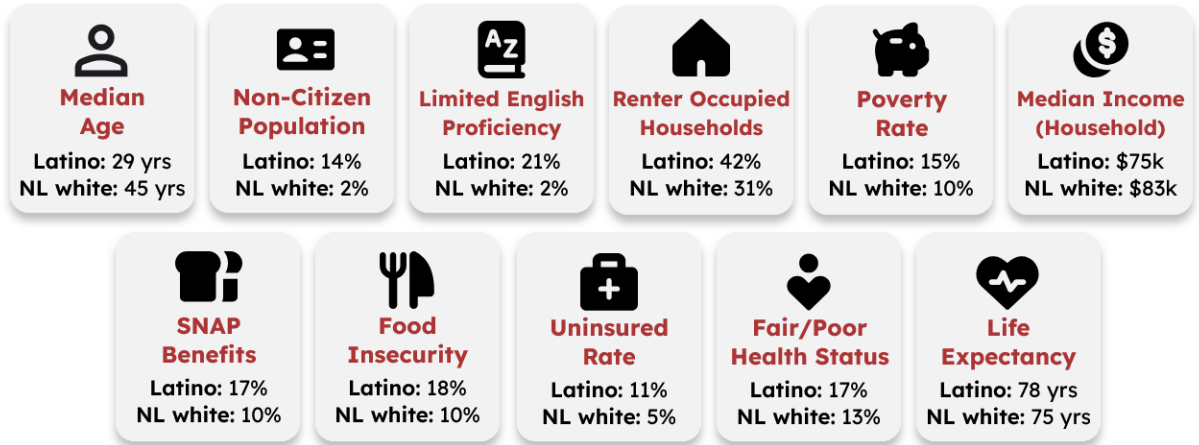 Median
Age
Latino: 29 yrs
NL white: 45 yrs
Non-Citizen
Population
Latino: 14%
NL white: 2%
A Z
Limited English
Proficiency
Latino: 21%
NL white: 2%
Renter Occupied
Households
Latino: 42%
NL white: 31%
Poverty
Rate
Latino: 15%
NL white: 10%
$
Median Income
(Household)
Latino: $75k
NL white: $83k
SNAP
Benefits
Latino: 17%
NL white: 10%
Food
Insecurity
Latino: 18%
NL white: 10%
Uninsured
Rate
Latino: 11%
NL white: 5%
Fair/Poor
Health Status
Latino: 17%
NL white: 13%
Life
Expectancy
Latino: 78 yrs
NL white: 75 yrs